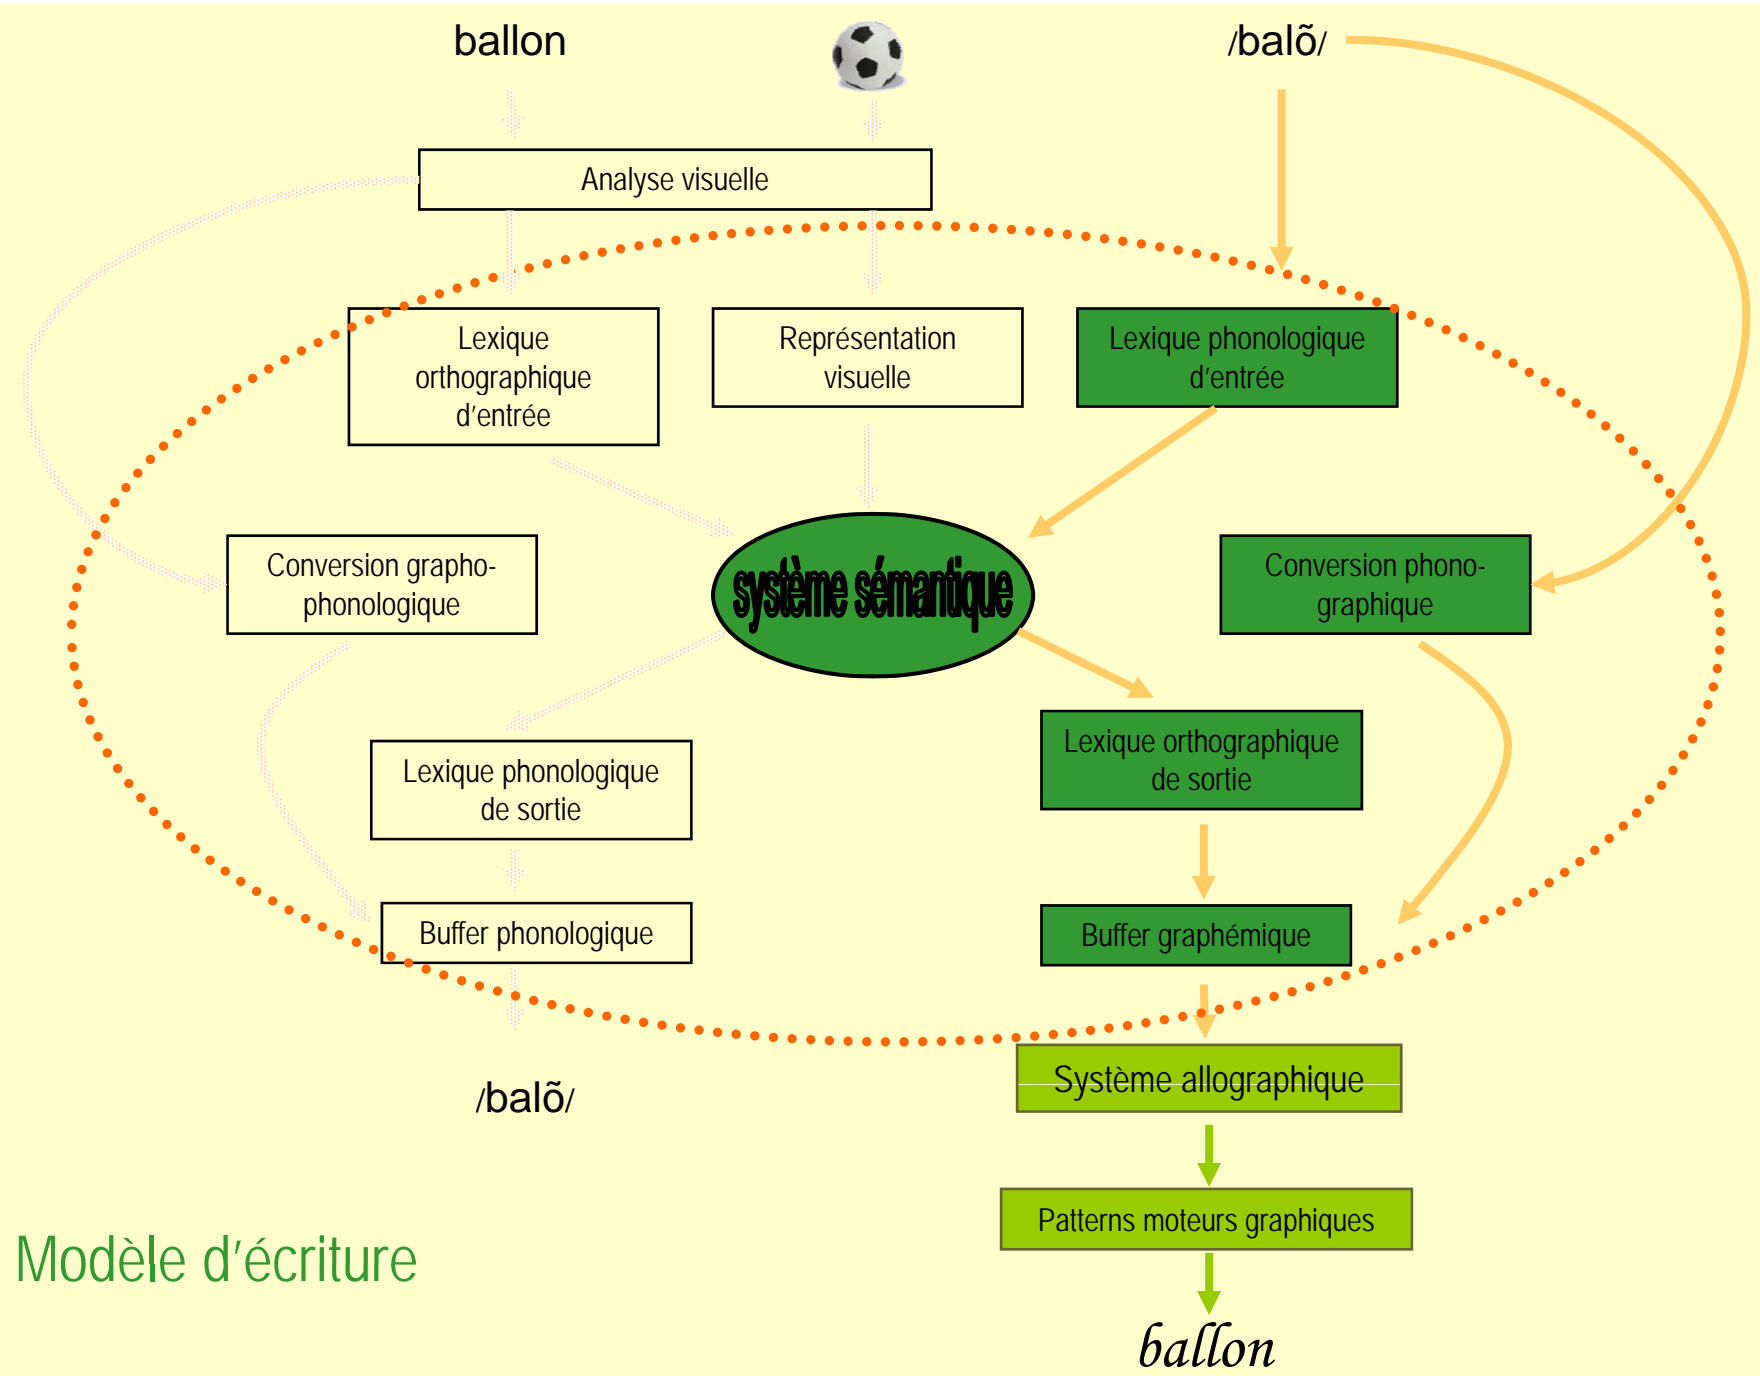 ballon
/balõ/
Analyse visuelle
Lexique
orthographique
d'entrée
Représentation
visuelle
Lexique phonologique
d'entrée
Conversion grapho-
phonologique
système sémantique
Conversion phono-
graphique
Lexique phonologique
de sortie
Lexique orthographique
de sortie
Buffer phonologique
Buffer graphémique
/balõ/
Système allographique
Patterns moteurs graphiques
Modèle d'écriture
ballon